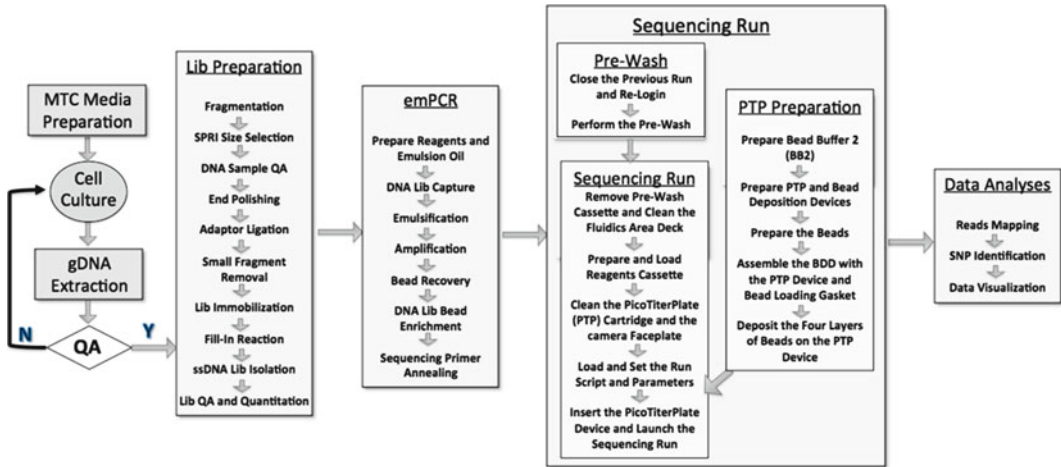 MTC Media
Preparation
Cell
Culture
gDNA
Extraction
QA
N
Y
Lib Preparation
Fragmentation
SPRI Size Selection
DNA Sample QA
End Polishing
Adaptor Ligation
Small Fragment
Removal
Lib Immobilization
Fill-In Reaction
ssDNA Lib Isolation
Lib QA and Quantitation
emPCR
Prepare Reagents and
Emulsion Oil
DNA Lib Capture
Emulsification
Amplification
Bead Recovery
DNA Lib Bead
Enrichment
Sequencing Primer
Annealing
Sequencing Run
Pre-Wash
Close the Previous Run
and Re-Login
Perform the Pre-Wash
Sequencing Run
Remove Pre-Wash
Cassette and Clean the
Fluidics Area Deck
Prepare and Load
Reagents Cassette
Clean the PicoTiterPlate
(PTP) Cartridge and the
camera Faceplate
Load and Set the Run
Script and Parameters
Insert the PicoTiterPlate
Device and Launch the
Sequencing Run
PTP Preparation
Prepare Bead Buffer 2
(BB2)
Prepare PTP and Bead
Deposition Devices
Prepare the Beads
Assemble the BDD with
the PTP Device and
Bead Loading Gasket
Deposit the Four Layers
of Beads on the PTP
Device
Data Analyses
Reads Mapping
SNP Identification
Data Visualization